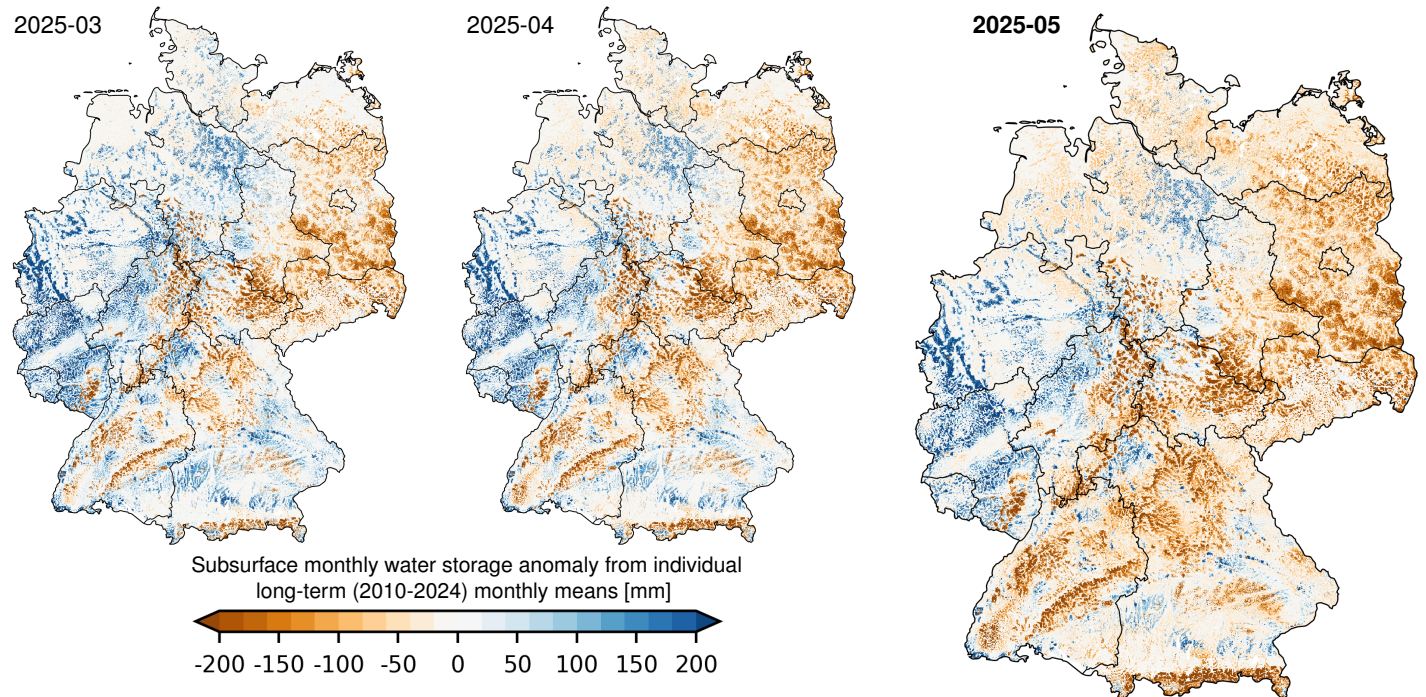 2025-03
2025-04
2025-05
Subsurface monthly water storage anomaly from individual
long-term (2010-2024) monthly means [mm]
-200 -150 -100 -50 0 50 100 150 200